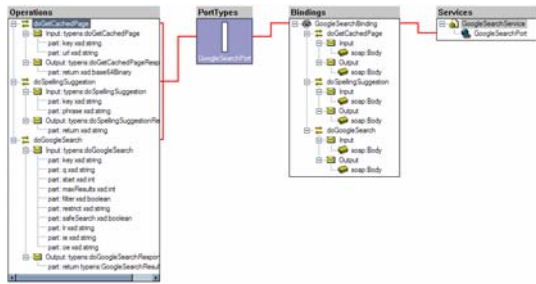 Operations
doGetCachedPage
Input: typens:doGetCachedPage
part: key xsd:string
part: url xsd:string
Output: typens:doGetCachedPageResp
part: return xsd:base64Binary
doSpellingSuggestion
Input: typens:doSpellingSuggestion
part: key xsd:string
part: phrase xsd:string
Output: typens:doSpellingSuggestionRe
part: return xsd:string
doGoogleSearch
Input: typens:doGoogleSearch
part: key xsd:string
part: q xsd:string
part: start xsd:int
part: maxResults xsd:int
part: filter xsd:boolean
part: restrict xsd:string
part: safeSearch xsd:boolean
part: lr xsd:string
part: ie xsd:string
part: oe xsd:string
Output: typens:doGoogleSearchRespon
part: return typens:GoogleSearchResul
PortTypes
GoogleSearchPort
Bindings
GoogleSearchBinding
doGetCachedPage
Input
soap:Body
Output
soap:Body
doSpellingSuggestion
Input
soap:Body
Output
soap:Body
doGoogleSearch
Input
soap:Body
Output
soap:Body
Services
GoogleSearchService
GoogleSearchPort